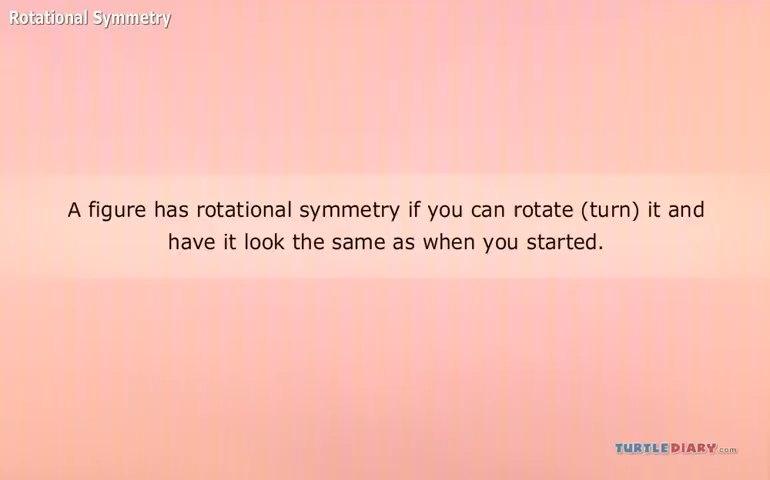 Rotational Symmetry
A figure has rotational symmetry if you can rotate (turn) it and
have it look the same as when you started.
TURTLEDIARY.com